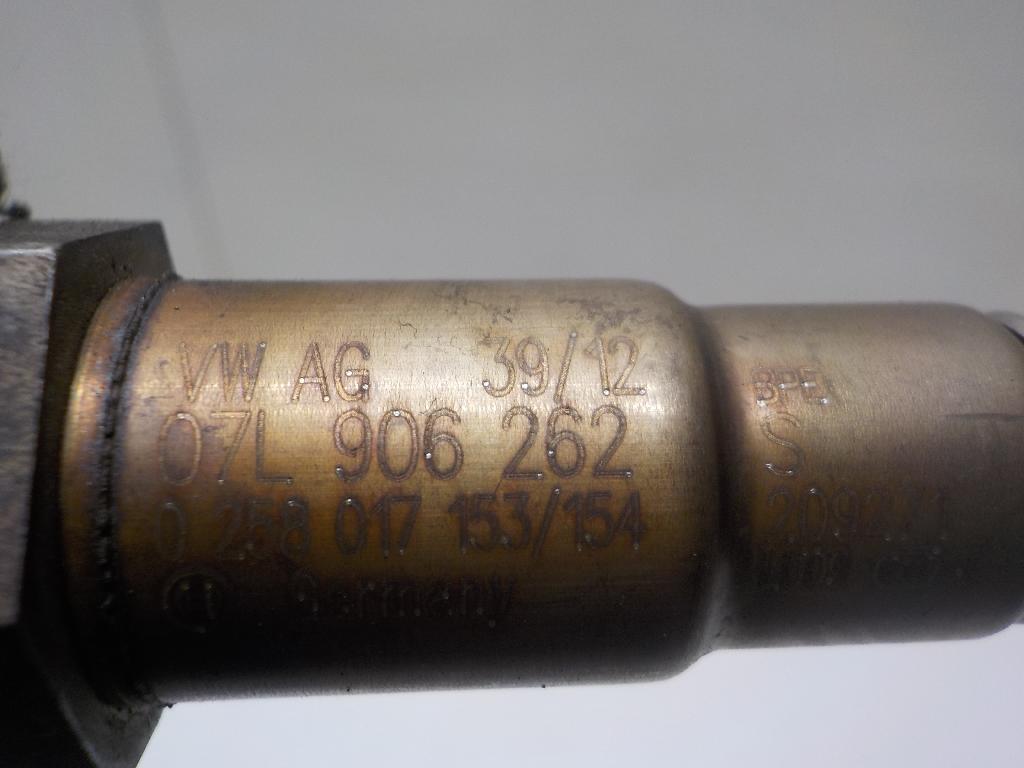 VW AG 39/12
07L 906 262
0 258 017 153/154
Germany
BPE
S